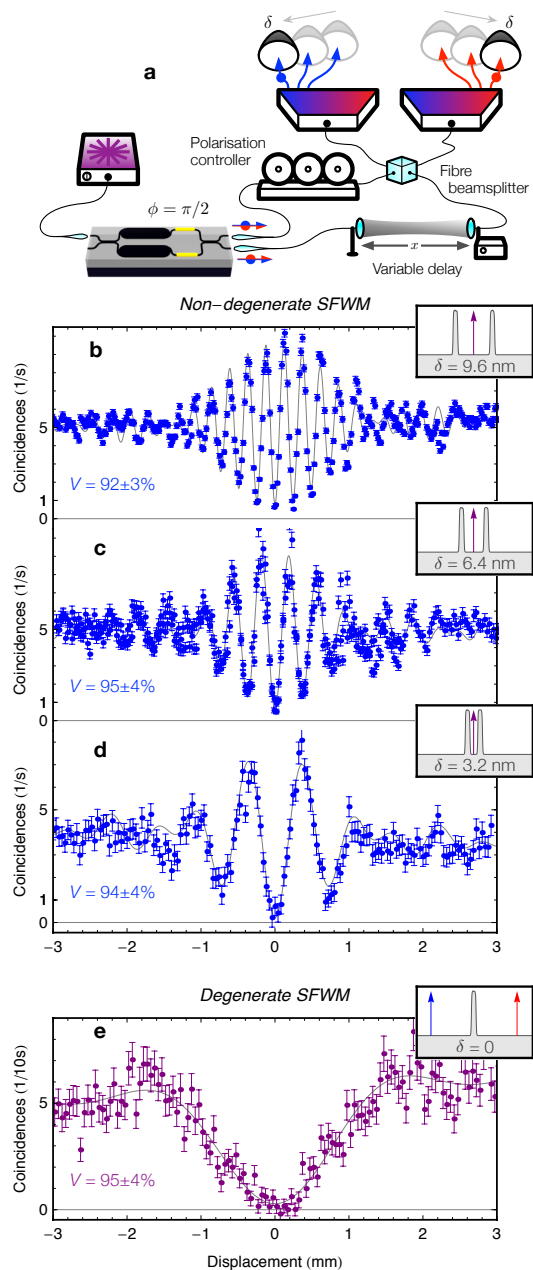 δ
δ
a
Polarisation
controller
Fibre
beamsplitter
ϕ = π/2
x
Variable delay
Non−degenerate SFWM
b
δ = 9.6 nm
Coincidences (1/s)
5
1
0
V = 92±3%
c
δ = 6.4 nm
Coincidences (1/s)
5
1
0
V = 95±4%
d
δ = 3.2 nm
Coincidences (1/s)
5
1
0
V = 94±4%
−3 −2 −1 0 1 2 3
Degenerate SFWM
e
δ = 0
Coincidences (1/10s)
5
0
V = 95±4%
−3 −2 −1 0 1 2 3
Displacement (mm)